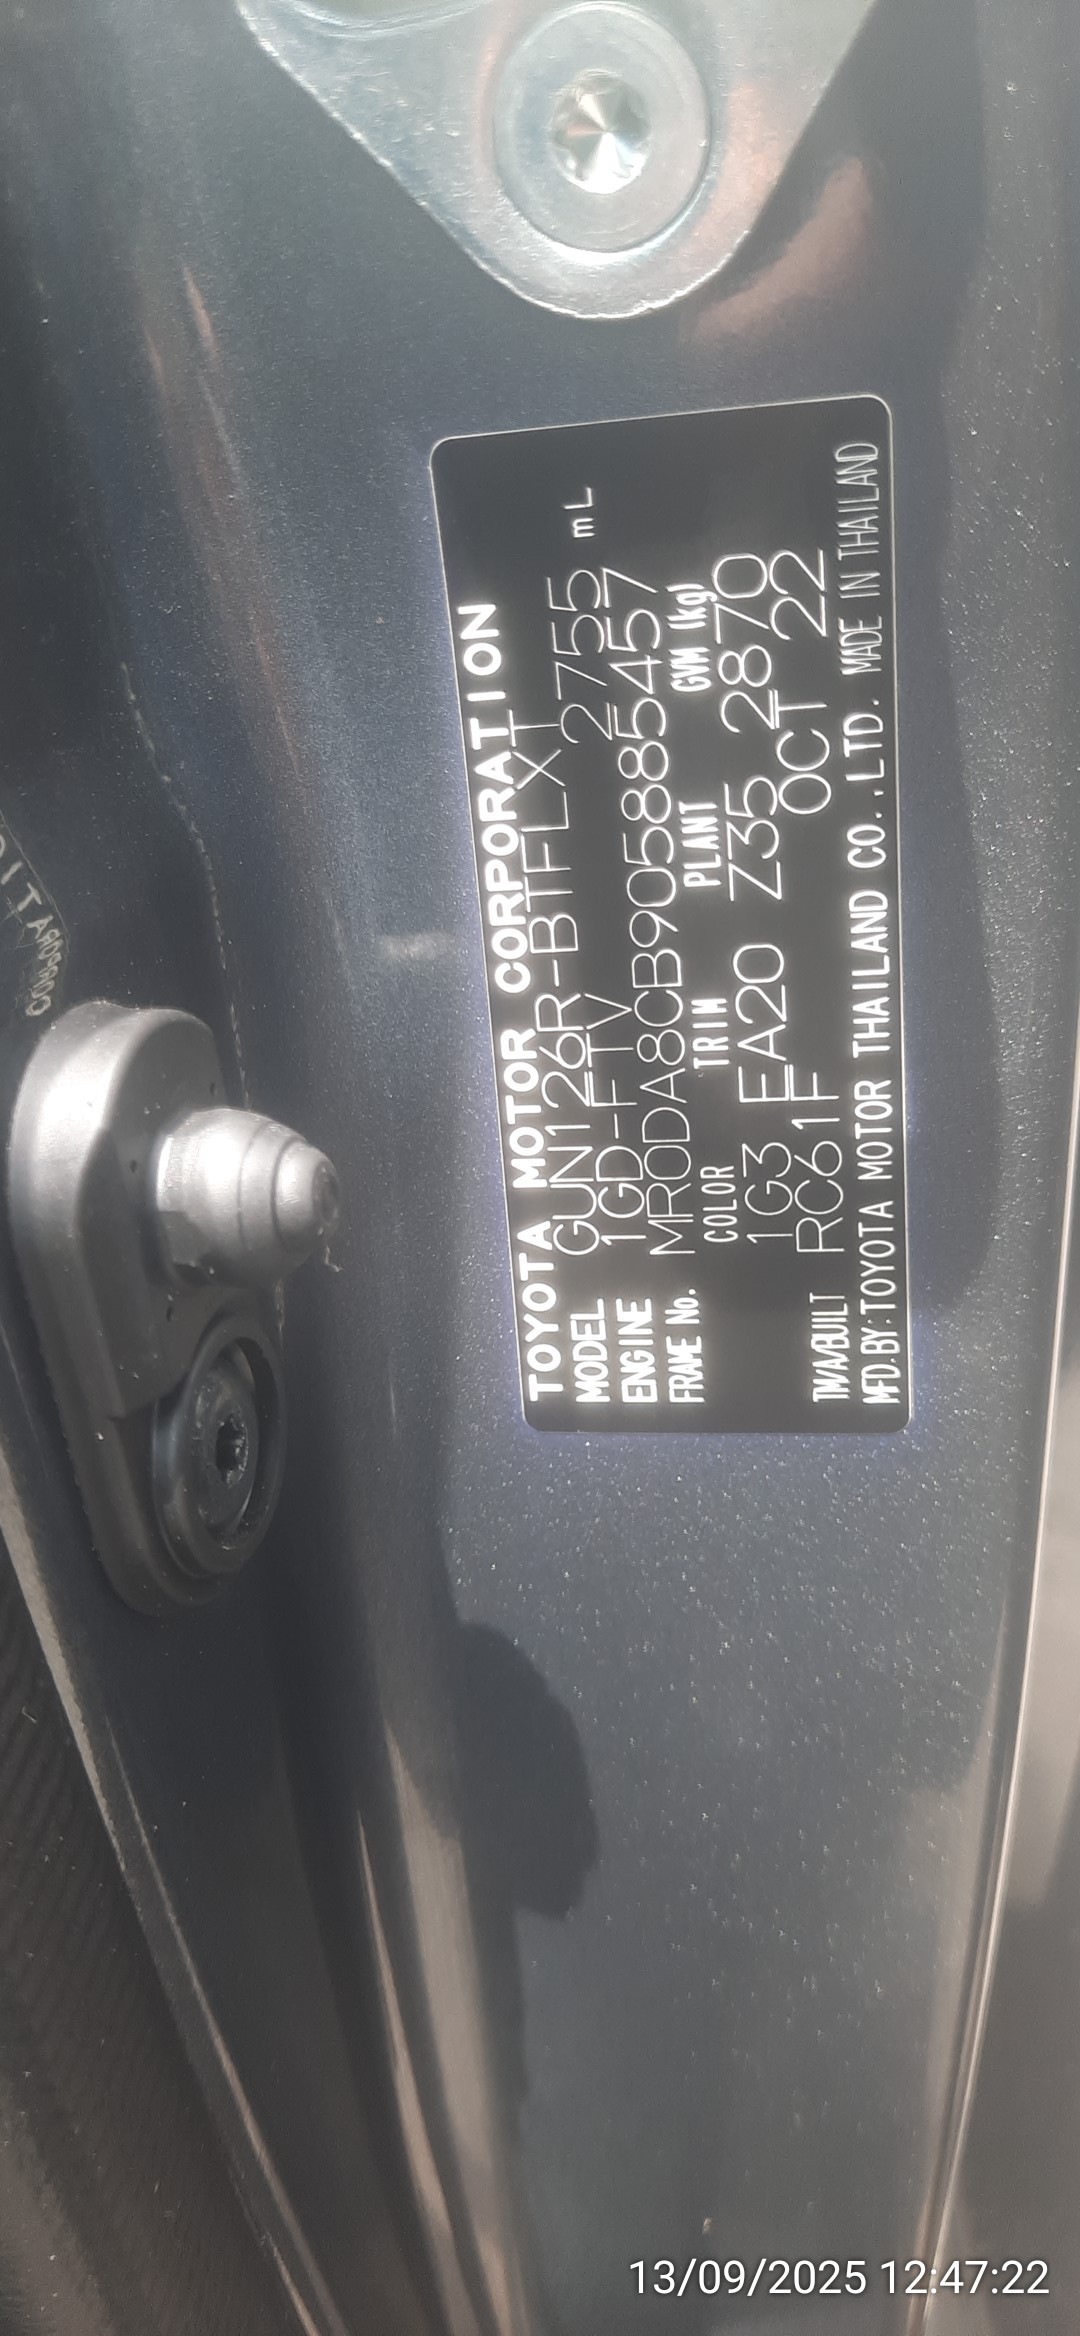 TOYOTA MOTOR CORPORATION
MODEL GUN126R-BTFLXT
ENGINE 1GD-FTV 2755 mL
FRAME No. MR0DA8CB905885457
COLOR TRIM PLANT GVM (kg)
1G3 EA20 Z35 2870
TM/A/BUILT RC61F OCT 22
MFD.BY:TOYOTA MOTOR THAILAND CO.,LTD. MADE IN THAILAND
13/09/2025 12:47:22